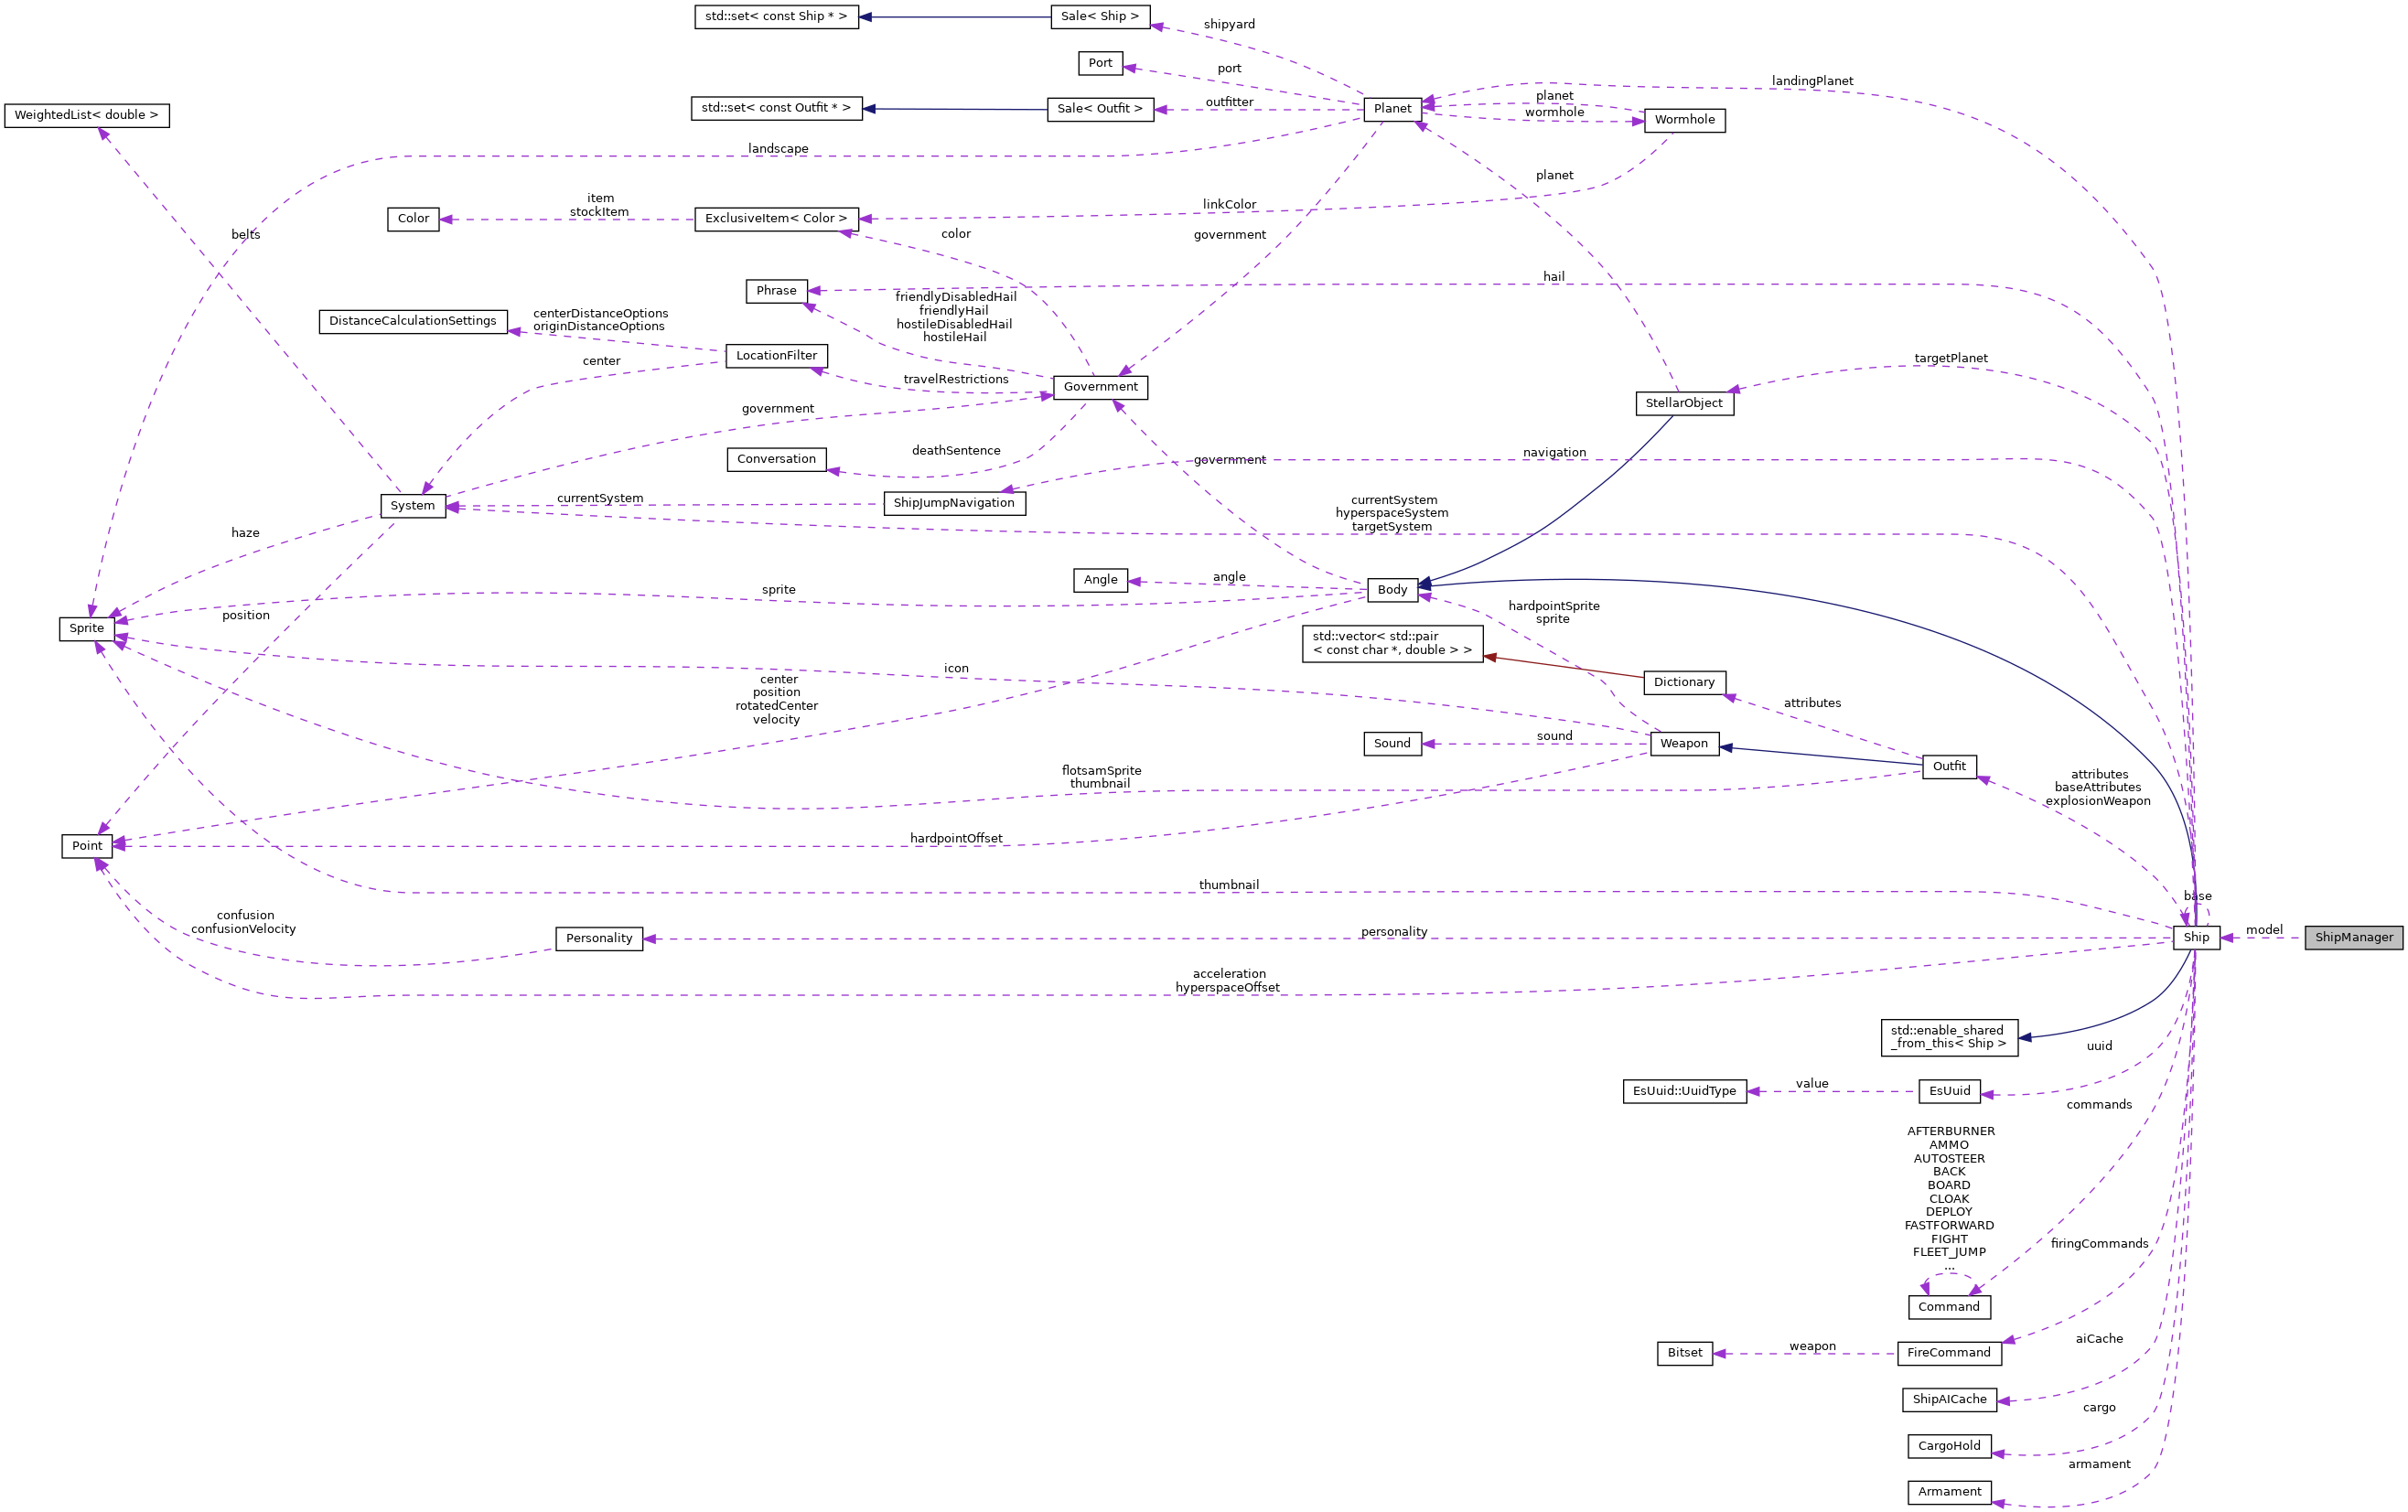 std::set< const Ship * >
Sale< Ship >
shipyard
Port
port
landingPlanet
WeightedList< double >
std::set< const Outfit * >
Sale< Outfit >
outfitter
Planet
planet
wormhole
Wormhole
landscape
planet
Color
item
stockItem
ExclusiveItem< Color >
linkColor
belts
color
government
hail
Phrase
friendlyDisabledHail
friendlyHail
hostileDisabledHail
hostileHail
DistanceCalculationSettings
centerDistanceOptions
originDistanceOptions
LocationFilter
center
travelRestrictions
Government
targetPlanet
StellarObject
government
Conversation
deathSentence
government
navigation
System
currentSystem
ShipJumpNavigation
currentSystem
hyperspaceSystem
targetSystem
haze
Angle
angle
Body
sprite
position
Sprite
hardpointSprite
sprite
std::vector< std::pair
< const char *, double > >
icon
center
position
rotatedCenter
velocity
Dictionary
attributes
Sound
sound
Weapon
Outfit
flotsamSprite
thumbnail
attributes
baseAttributes
explosionWeapon
Point
hardpointOffset
thumbnail
base
confusion
confusionVelocity
Personality
personality
Ship
model
ShipManager
acceleration
hyperspaceOffset
std::enable_shared
_from_this< Ship >
uuid
EsUuid::UuidType
value
EsUuid
commands
AFTERBURNER
AMMO
AUTOSTEER
BACK
BOARD
CLOAK
DEPLOY
FASTFORWARD
FIGHT
FLEET_JUMP
...
firingCommands
Command
Bitset
weapon
FireCommand
aiCache
ShipAICache
cargo
CargoHold
armament
Armament